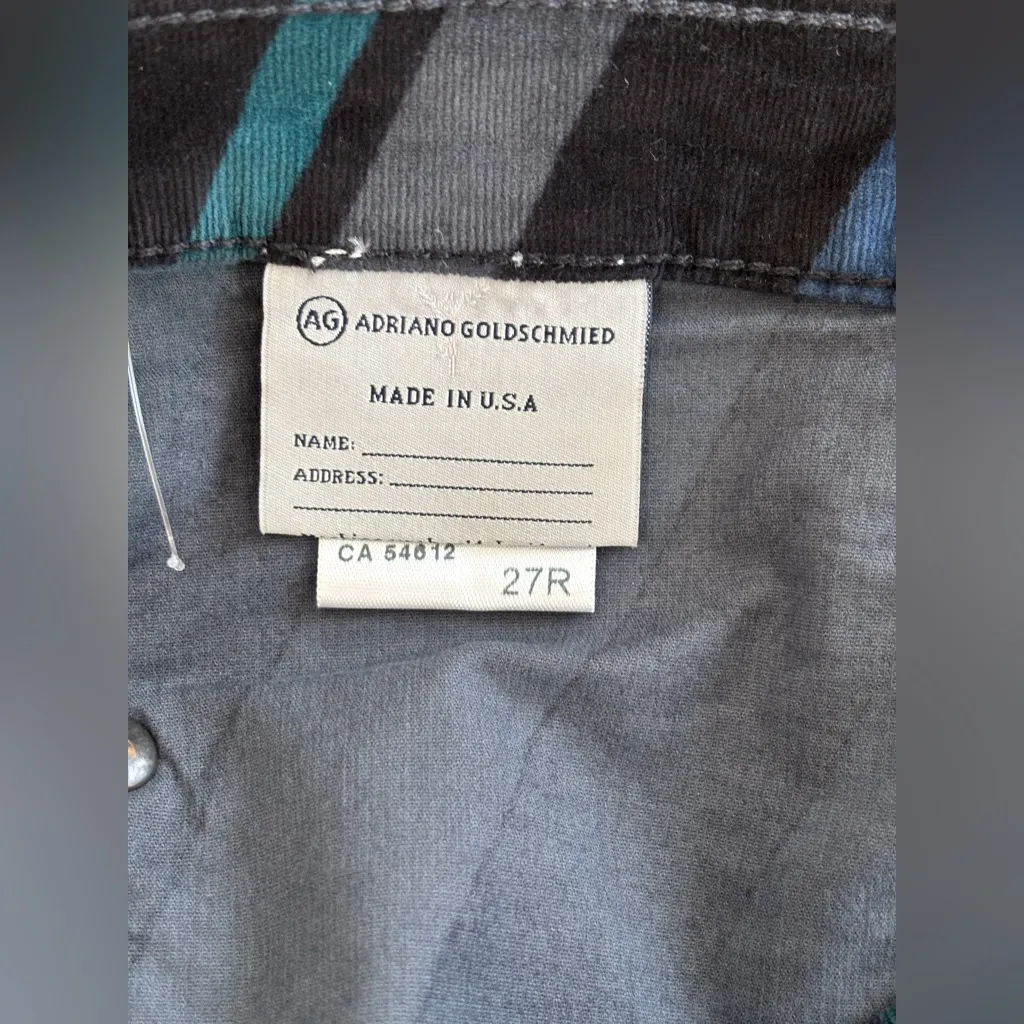 AG ADRIANO GOLDSCHMIED
MADE IN U.S.A
NAME:
ADDRESS:
CA 54612
27R